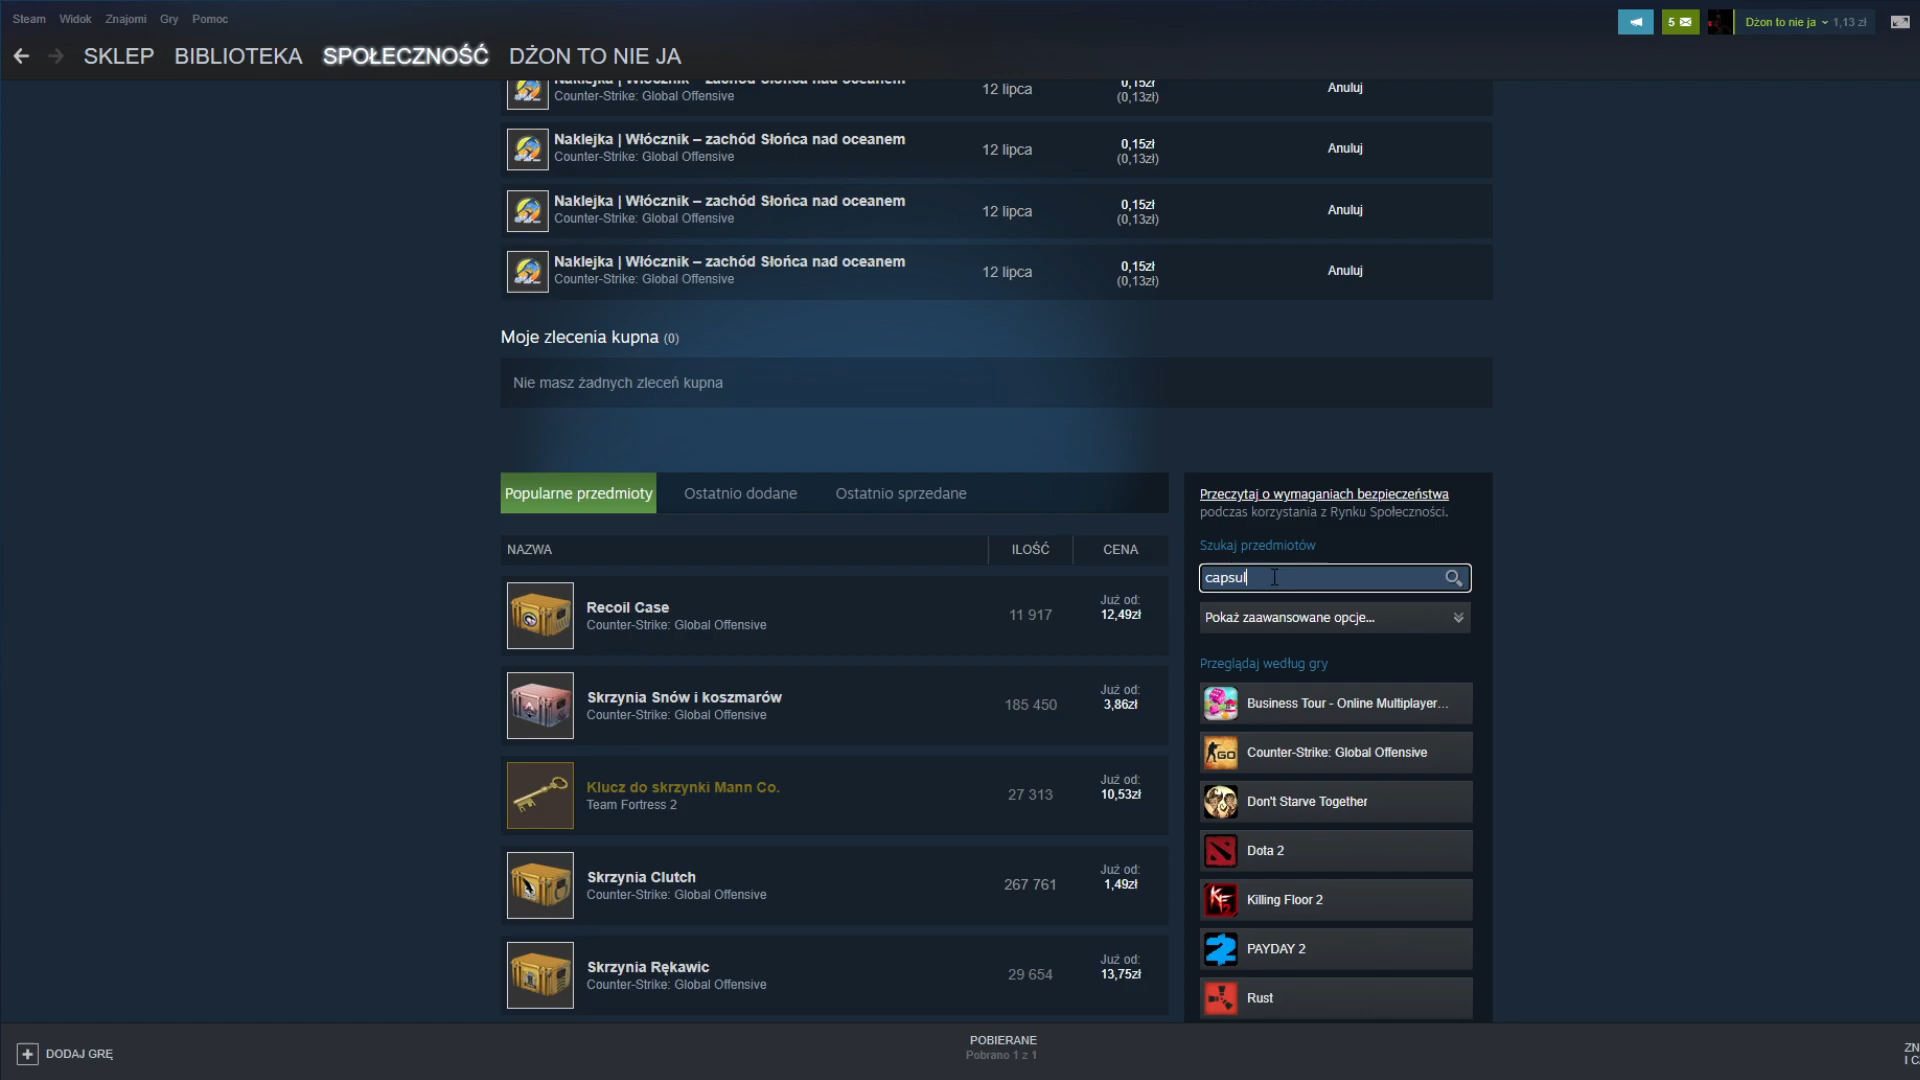 Steam Widok Znajomi Gry Pomoc
5 Dżon to nie ja 1,13 zł
SKLEP BIBLIOTEKA SPOŁECZNOŚĆ DŻON TO NIE JA
Naklejka | Włócznik – zachód Słońca nad oceanem
Counter-Strike: Global Offensive
12 lipca
0,15zł
(0,13zł)
Anuluj
Naklejka | Włócznik – zachód Słońca nad oceanem
Counter-Strike: Global Offensive
12 lipca
0,15zł
(0,13zł)
Anuluj
Naklejka | Włócznik – zachód Słońca nad oceanem
Counter-Strike: Global Offensive
12 lipca
0,15zł
(0,13zł)
Anuluj
Naklejka | Włócznik – zachód Słońca nad oceanem
Counter-Strike: Global Offensive
12 lipca
0,15zł
(0,13zł)
Anuluj
Moje zlecenia kupna (0)
Nie masz żadnych zleceń kupna
Popularne przedmioty Ostatnio dodane Ostatnio sprzedane
NAZWA ILOŚĆ CENA
Recoil Case
Counter-Strike: Global Offensive
11 917
Już od:
12,49zł
Skrzynia Snów i koszmarów
Counter-Strike: Global Offensive
185 450
Już od:
3,86zł
Klucz do skrzynki Mann Co.
Team Fortress 2
27 313
Już od:
10,53zł
Skrzynia Clutch
Counter-Strike: Global Offensive
267 761
Już od:
1,49zł
Skrzynia Rękawic
Counter-Strike: Global Offensive
29 654
Już od:
13,75zł
Przeczytaj o wymaganiach bezpieczeństwa
podczas korzystania z Rynku Społeczności.
Szukaj przedmiotów
capsul
Pokaż zaawansowane opcje...
Przeglądaj według gry
Business Tour - Online Multiplayer...
Counter-Strike: Global Offensive
Don't Starve Together
Dota 2
Killing Floor 2
PAYDAY 2
Rust
DODAJ GRĘ
POBIERANE
Pobrano 1 z 1
ZN
I C